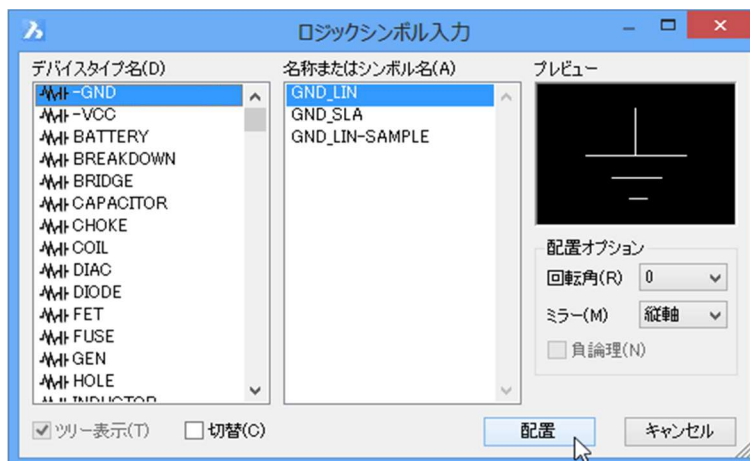 ロジックシンボル入力
デバイスタイプ名(D)
-GND
-VCC
BATTERY
BREAKDOWN
BRIDGE
CAPACITOR
CHOKE
COIL
DIAC
DIODE
FET
FUSE
GEN
HOLE
INDUCTOR
名称またはシンボル名(A)
GND_LIN
GND_SLA
GND_LIN-SAMPLE
プレビュー
配置オプション
回転角(R) 0
ミラー(M) 縦軸
負論理(N)
ツリー表示(T) 切替(C) 配置 キャンセル